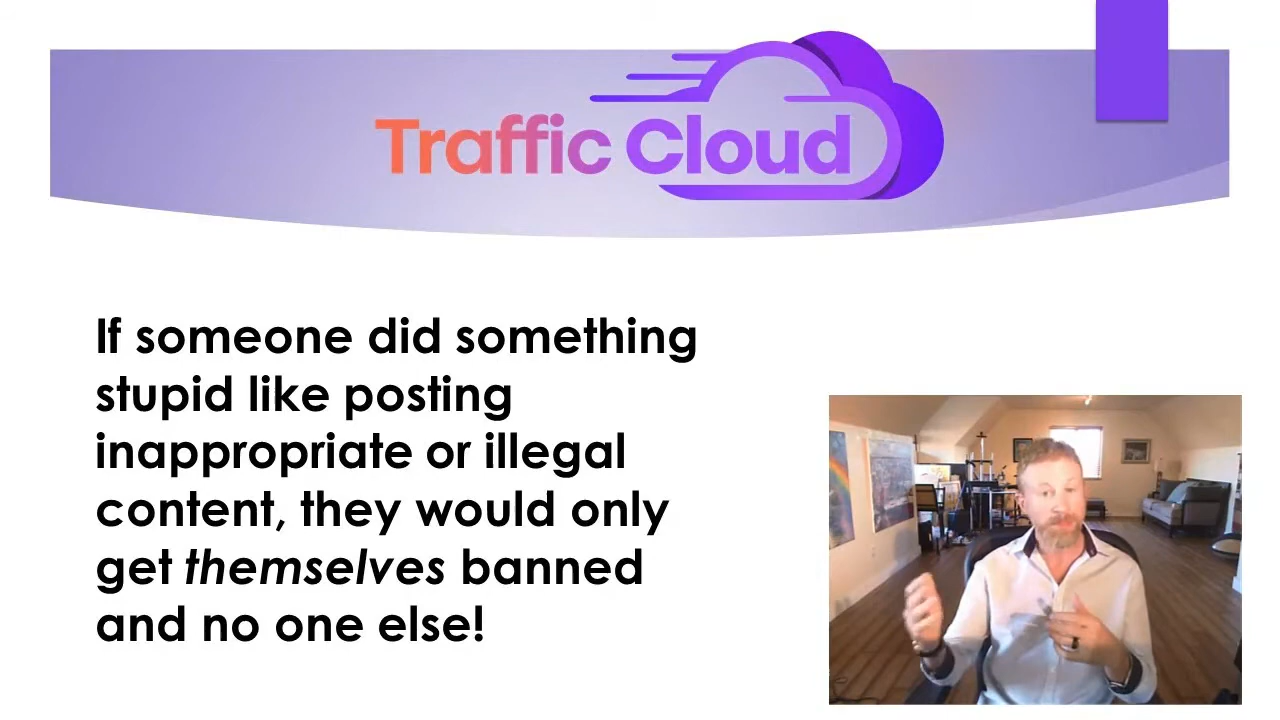 Traffic Cloud
If someone did something
stupid like posting
inappropriate or illegal
content, they would only
get themselves banned
and no one else!